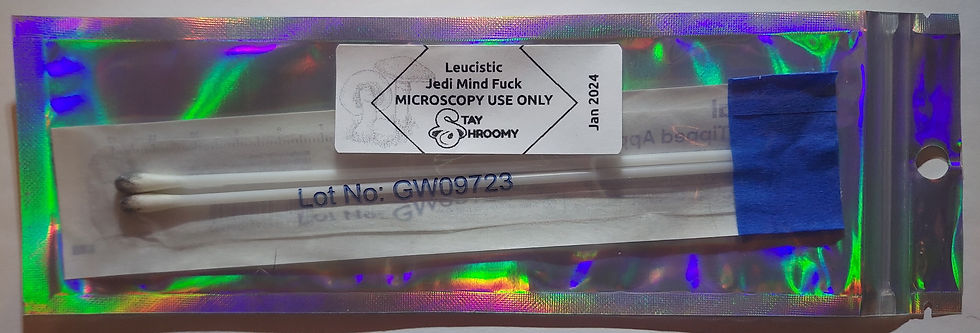 Leucistic
Jedi Mind Fuck
MICROSCOPY USE ONLY
STAY
SHROOMY
Jan 2024
Lot No: GW09723